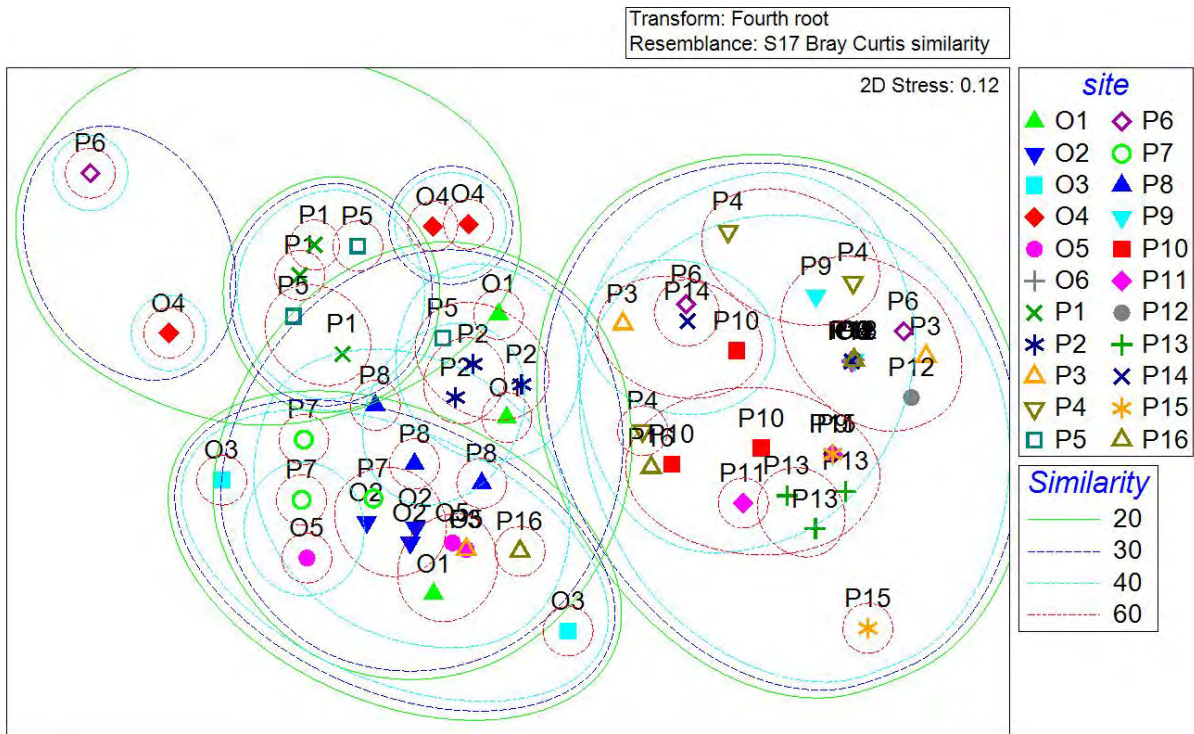 Transform: Fourth root
Resemblance: S17 Bray Curtis similarity
2D Stress: 0.12
P6
O4
P1
P5
P1
P5
P1
O4 O4
O1
P5
P2
P2
P2
P8
P7
O3
P7
P7
P8
P8
O2
O2
O2
O5
O5
P16
O1
O3
P4
P4
P9
P6
P3
P14
P10
P6
P3
P12
P4
P16
P10
P10
P11
P13
P13
P13
P15
site
O1 P6
O2 P7
O3 P8
O4 P9
O5 P10
O6 P11
P1 P12
P2 P13
P3 P14
P4 P15
P5 P16
Similarity
20
30
40
60